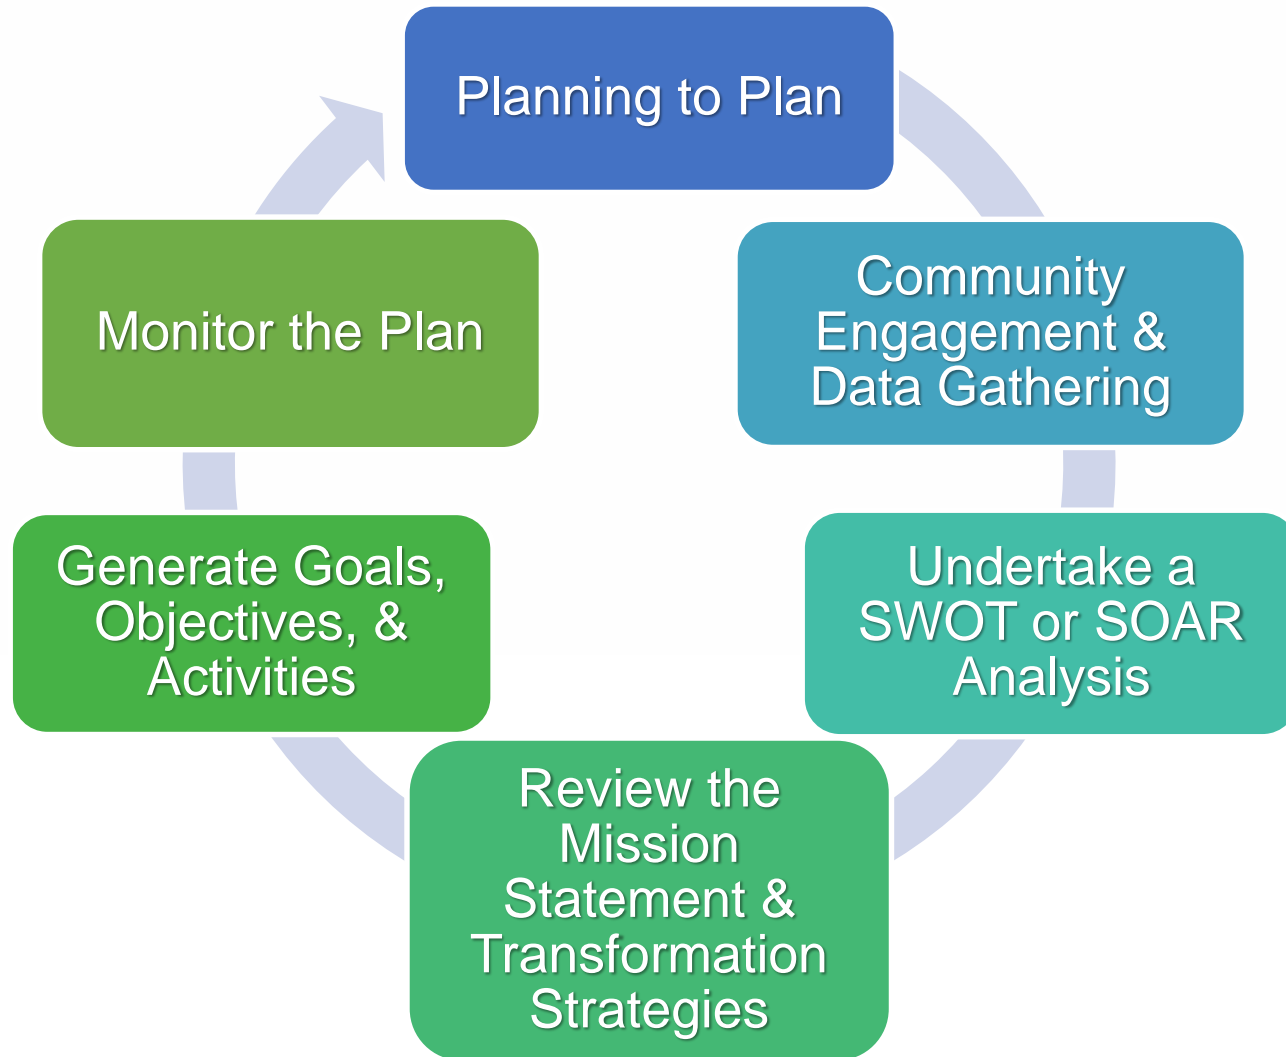 Planning to Plan
Community
Engagement &
Data Gathering
Undertake a
SWOT or SOAR
Analysis
Review the
Mission
Statement &
Transformation
Strategies
Generate Goals,
Objectives, &
Activities
Monitor the Plan